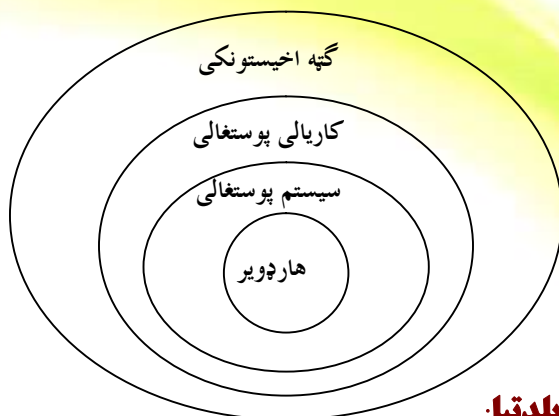 گټه اخیستونکی
کاریالی پوستغالی
سیستم پوستغالی
هارډویر